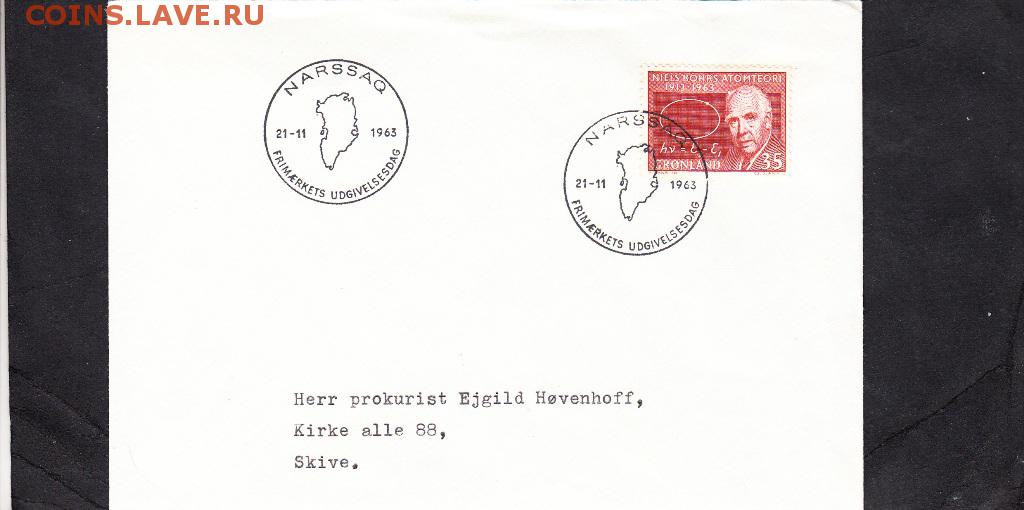 COINS.LAVE.RU
NARSSAQ
21-11 1963
FRIMÆRKETS UDGIVELSESDAG
NIELS BOHRS ATOMTEORI
1913-1963
GRØNLAND 35
NARSSAQ
21-11 1963
FRIMÆRKETS UDGIVELSESDAG
Herr prokurist Ejgild Høvenhoff,
Kirke alle 88,
Skive.